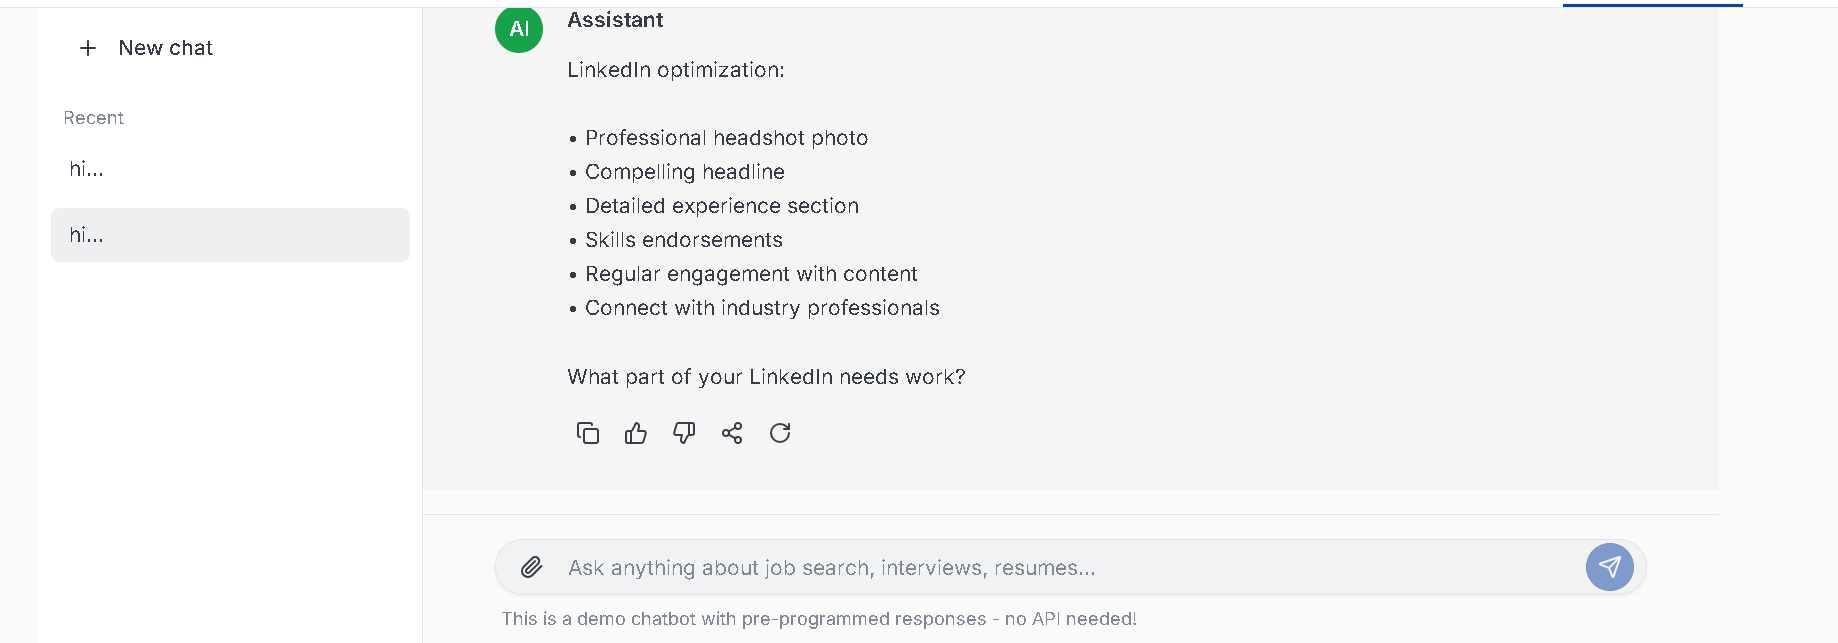 + New chat
Recent
hi...
hi...
AI
Assistant
LinkedIn optimization:
• Professional headshot photo
• Compelling headline
• Detailed experience section
• Skills endorsements
• Regular engagement with content
• Connect with industry professionals
What part of your LinkedIn needs work?
Ask anything about job search, interviews, resumes...
This is a demo chatbot with pre-programmed responses - no API needed!